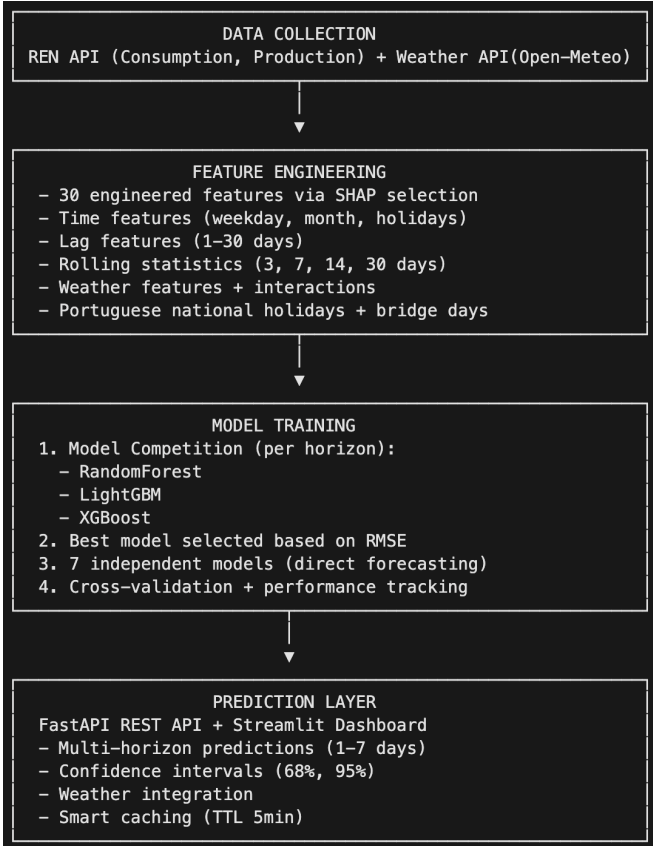 DATA COLLECTION
REN API (Consumption, Production) + Weather API(Open-Meteo)
FEATURE ENGINEERING
- 30 engineered features via SHAP selection
- Time features (weekday, month, holidays)
- Lag features (1-30 days)
- Rolling statistics (3, 7, 14, 30 days)
- Weather features + interactions
- Portuguese national holidays + bridge days
MODEL TRAINING
1. Model Competition (per horizon):
- RandomForest
- LightGBM
- XGBoost
2. Best model selected based on RMSE
3. 7 independent models (direct forecasting)
4. Cross-validation + performance tracking
PREDICTION LAYER
FastAPI REST API + Streamlit Dashboard
- Multi-horizon predictions (1-7 days)
- Confidence intervals (68%, 95%)
- Weather integration
- Smart caching (TTL 5min)